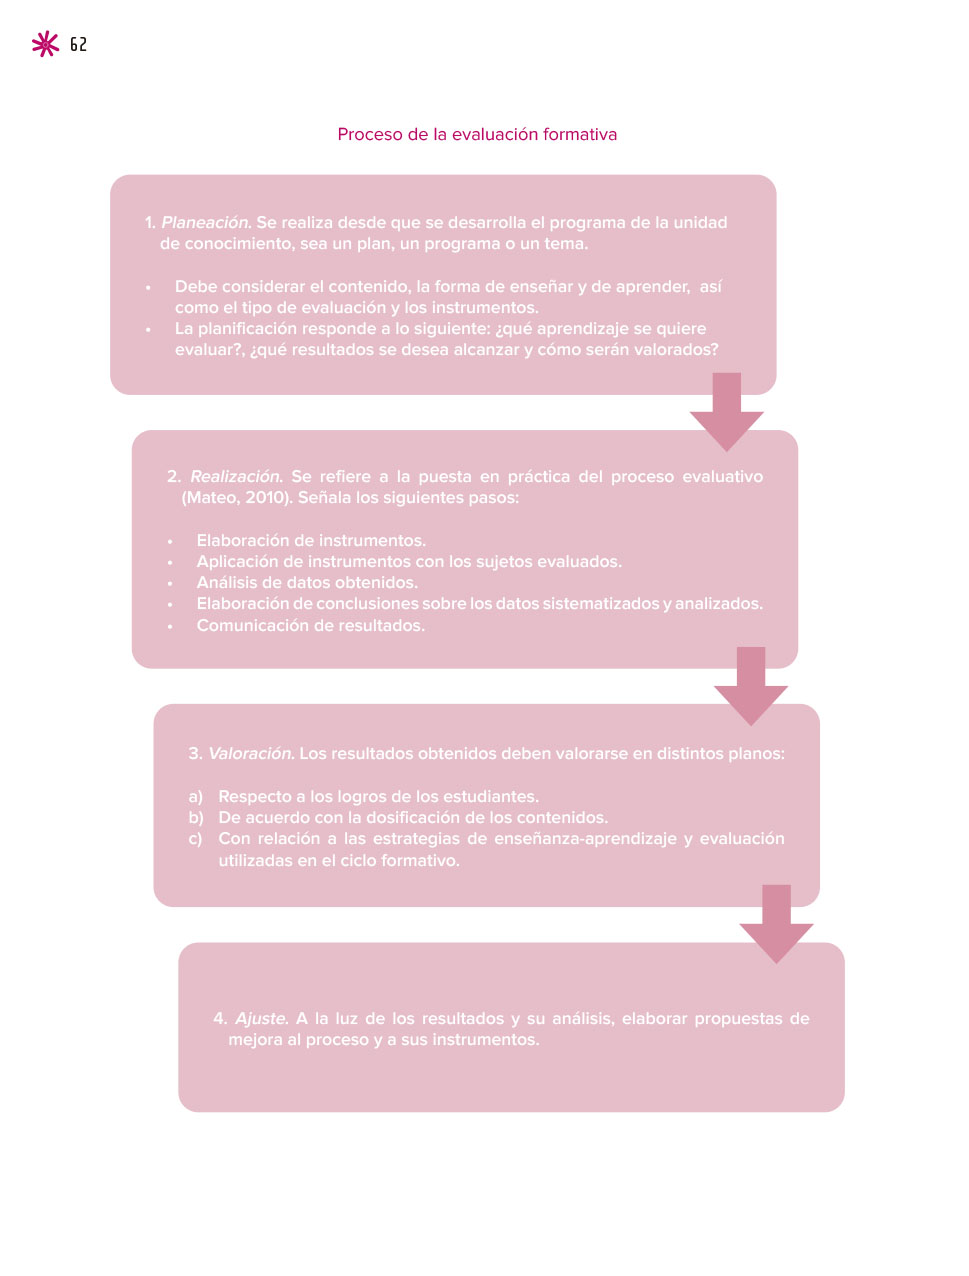 62
Proceso de la evaluación formativa
1. Planeación. Se realiza desde que se desarrolla el programa de la unidad
de conocimiento, sea un plan, un programa o un tema.
• Debe considerar el contenido, la forma de enseñar y de aprender, así
como el tipo de evaluación y los instrumentos.
• La planificación responde a lo siguiente: ¿qué aprendizaje se quiere
evaluar?, ¿qué resultados se desea alcanzar y cómo serán valorados?
2. Realización. Se refiere a la puesta en práctica del proceso evaluativo
(Mateo, 2010). Señala los siguientes pasos:
• Elaboración de instrumentos.
• Aplicación de instrumentos con los sujetos evaluados.
• Análisis de datos obtenidos.
• Elaboración de conclusiones sobre los datos sistematizados y analizados.
• Comunicación de resultados.
3. Valoración. Los resultados obtenidos deben valorarse en distintos planos:
a) Respecto a los logros de los estudiantes.
b) De acuerdo con la dosificación de los contenidos.
c) Con relación a las estrategias de enseñanza-aprendizaje y evaluación
utilizadas en el ciclo formativo.
4. Ajuste. A la luz de los resultados y su análisis, elaborar propuestas de
mejora al proceso y a sus instrumentos.